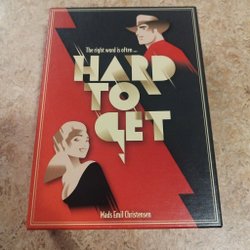 The right word is often ...
HARD
TO
GET
Mads Emil Christensen